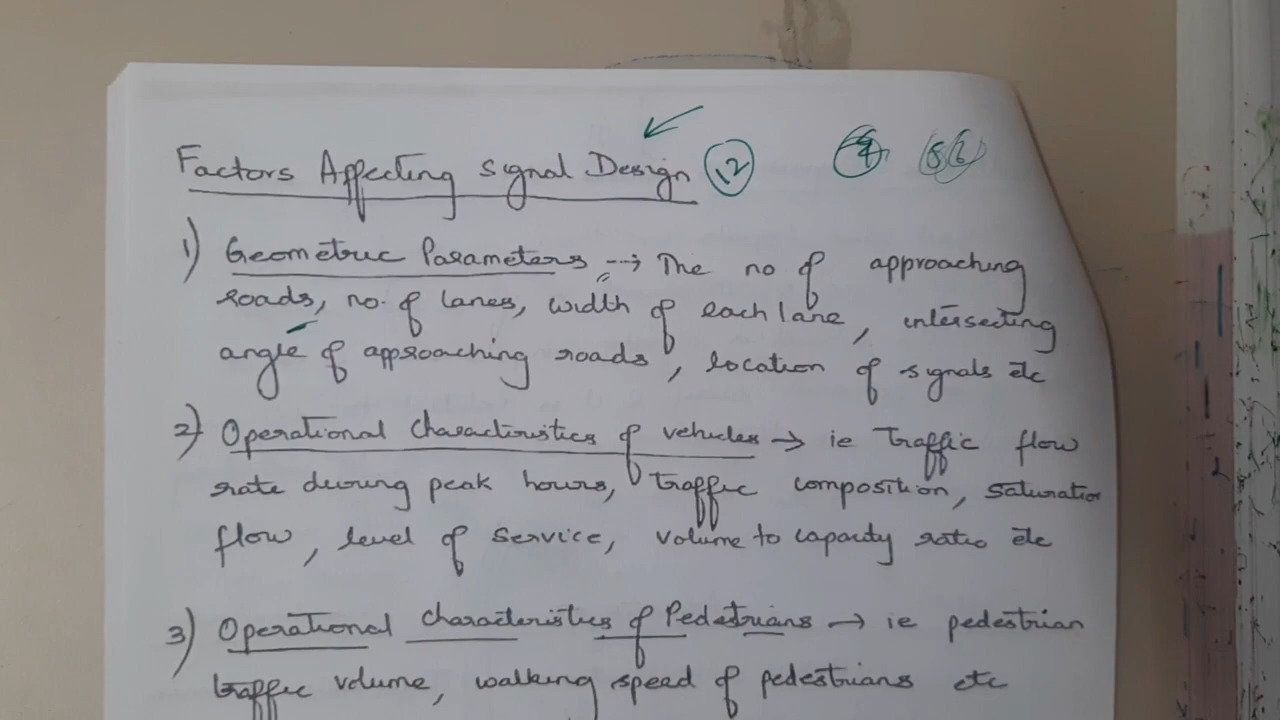 Factors Affecting Signal Design 12
1) Geometric Parameters --> The no of approaching
roads, no. of lanes, width of each lane, intersecting
angle of approaching roads, location of signals etc
2) Operational Characteristics of vehicles → ie Traffic flow
rate during peak hours, traffic composition, saturation
flow, level of service, volume to capacity ratio etc
3) Operational characteristics of Pedestrians → ie pedestrian
traffic volume, walking speed of pedestrians etc